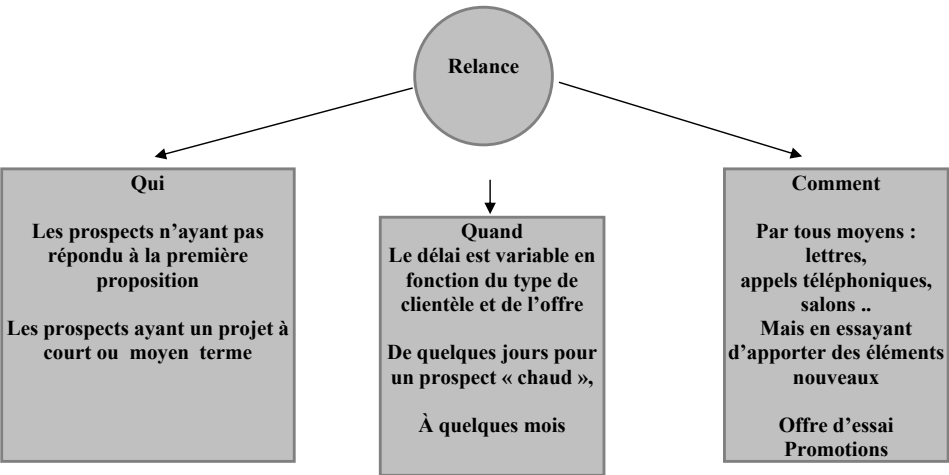 Relance
Qui
Les prospects n’ayant pas
répondu à la première
proposition
Les prospects ayant un projet à
court ou moyen terme
Quand
Le délai est variable en
fonction du type de
clientèle et de l’offre
De quelques jours pour
un prospect « chaud »,
À quelques mois
Comment
Par tous moyens :
lettres,
appels téléphoniques,
salons ..
Mais en essayant
d’apporter des éléments
nouveaux
Offre d’essai
Promotions